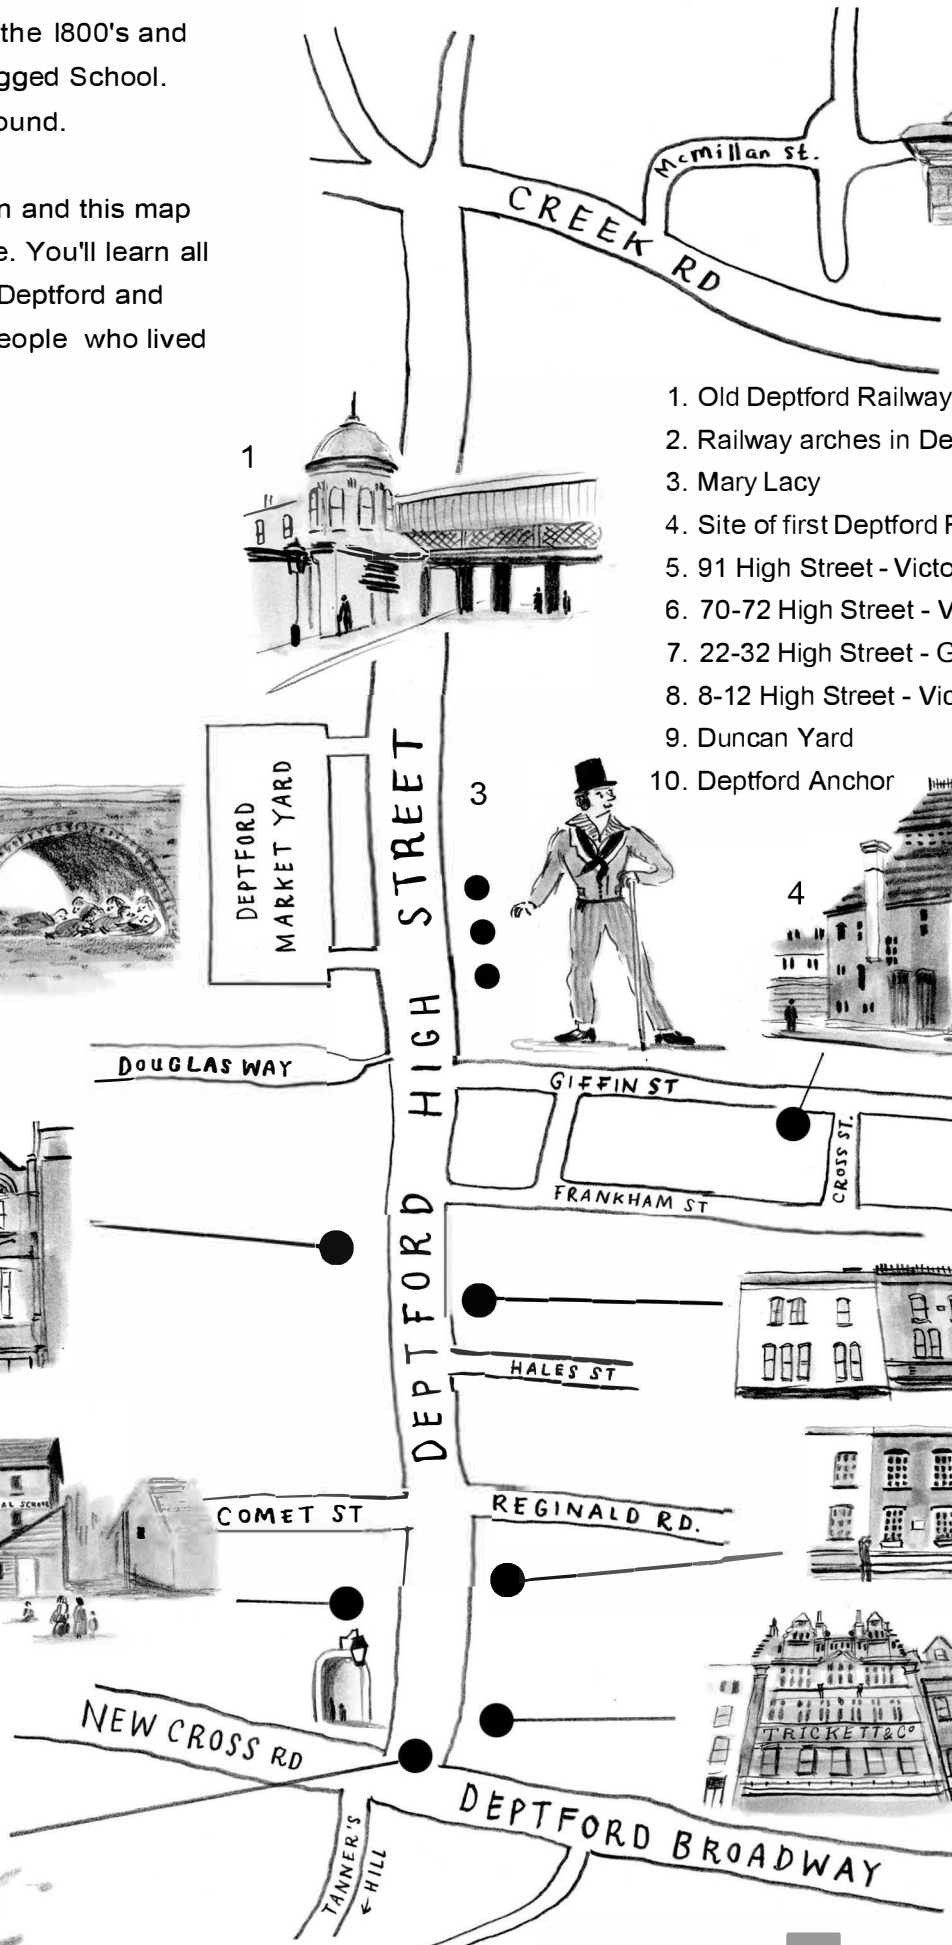 the I800's and
gged School.
ound.
n and this map
e. You'll learn all
Deptford and
eople who lived
McMillan St.
CREEK RD
1. Old Deptford Railway
2. Railway arches in De
3. Mary Lacy
4. Site of first Deptford
5. 91 High Street - Victo
6. 70-72 High Street - V
7. 22-32 High Street - G
8. 8-12 High Street - Vic
9. Duncan Yard
10. Deptford Anchor
1
DEPTFORD
MARKET YARD
DEPTFORD HIGH STREET
3
4
DOUGLAS WAY
GIFFIN ST
CROSS ST.
FRANKHAM ST
HALES ST
AL SCHOOL
COMET ST
REGINALD RD.
TRICKETT & Co
NEW CROSS RD
DEPTFORD BROADWAY
TANNER'S
← HILL